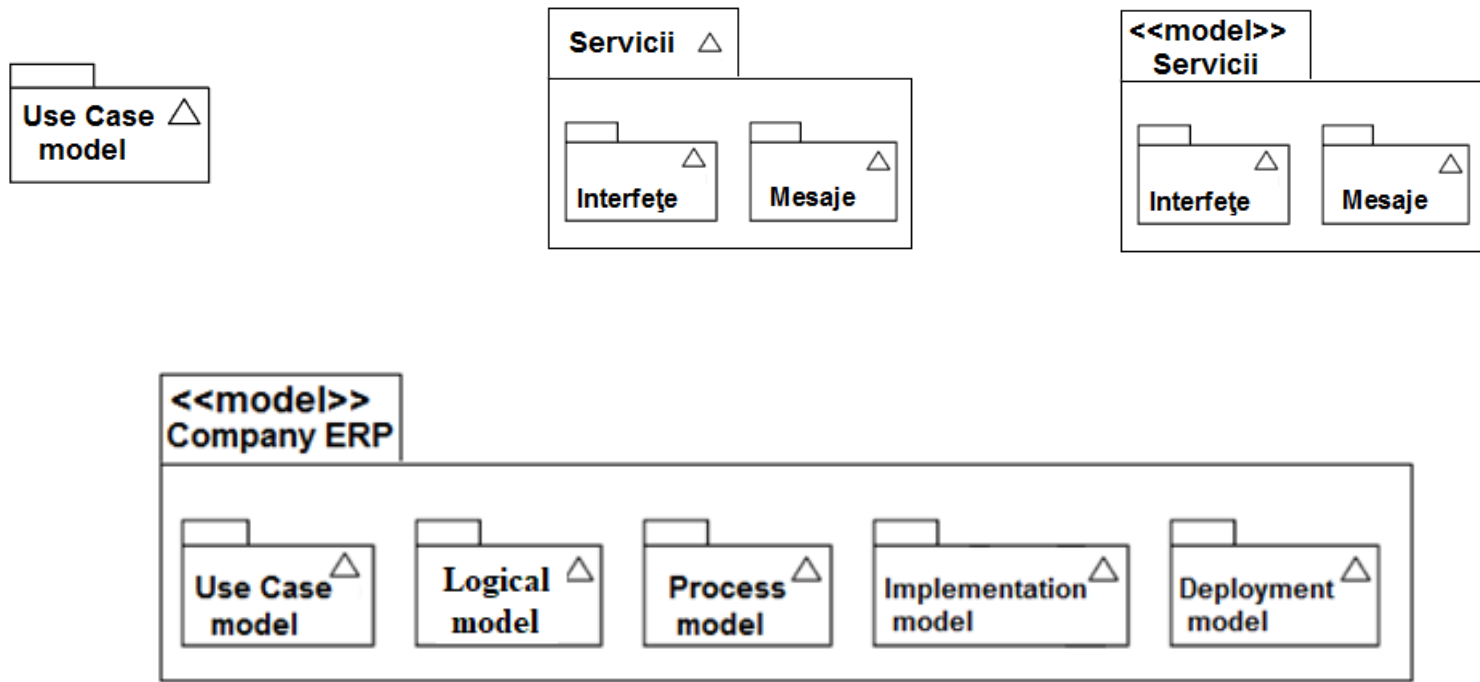 Use Case
model
Servicii
Interfeţe
Mesaje
<<model>>
Servicii
Interfeţe
Mesaje
<<model>>
Company ERP
Use Case
model
Logical
model
Process
model
Implementation
model
Deployment
model